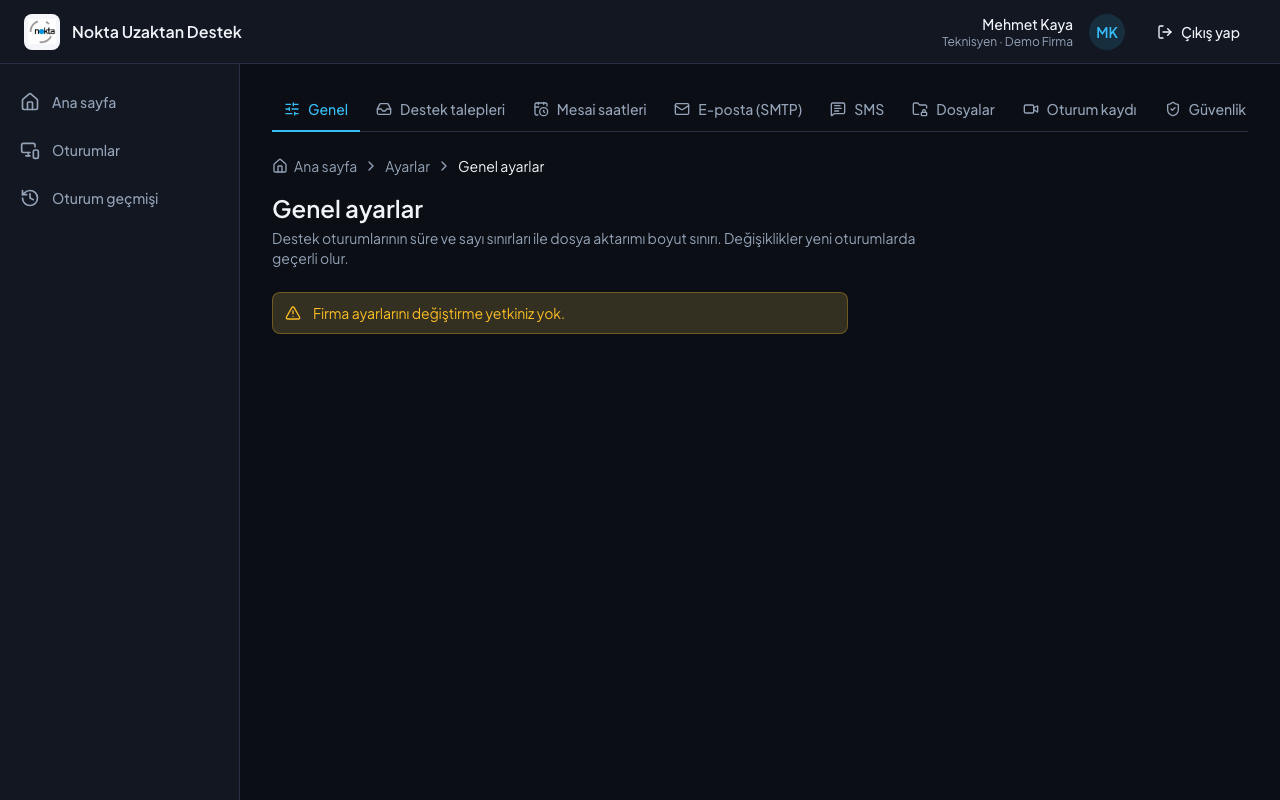 nokta
Nokta Uzaktan Destek
Mehmet Kaya
Teknisyen · Demo Firma
MK
Çıkış yap
Ana sayfa
Oturumlar
Oturum geçmişi
Genel
Destek talepleri
Mesai saatleri
E-posta (SMTP)
SMS
Dosyalar
Oturum kaydı
Güvenlik
Ana sayfa > Ayarlar > Genel ayarlar
Genel ayarlar
Destek oturumlarının süre ve sayı sınırları ile dosya aktarımı boyut sınırı. Değişiklikler yeni oturumlarda
geçerli olur.
Firma ayarlarını değiştirme yetkiniz yok.